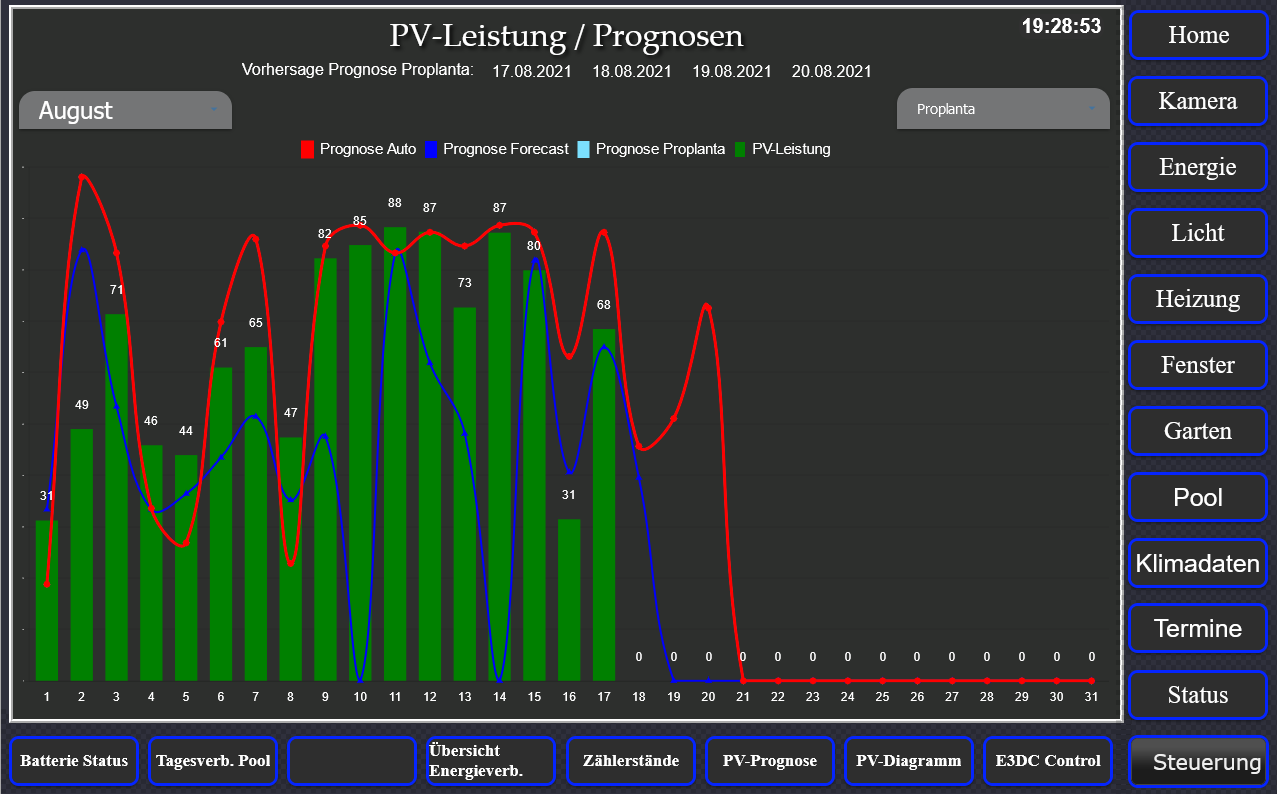 PV-Leistung / Prognosen
19:28:53
Vorhersage Prognose Proplanta: 17.08.2021 18.08.2021 19.08.2021 20.08.2021
August
Proplanta
Prognose Auto Prognose Forecast Prognose Proplanta PV-Leistung
31 49 71 46 44 61 65 47 82 85 88 87 73 87 80 31 68 0 0 0 0 0 0 0 0 0 0 0 0 0 0
1 2 3 4 5 6 7 8 9 10 11 12 13 14 15 16 17 18 19 20 21 22 23 24 25 26 27 28 29 30 31
Home
Kamera
Energie
Licht
Heizung
Fenster
Garten
Pool
Klimadaten
Termine
Status
Steuerung
Batterie Status
Tagesverb. Pool
Übersicht
Energieverb.
Zählerstände
PV-Prognose
PV-Diagramm
E3DC Control